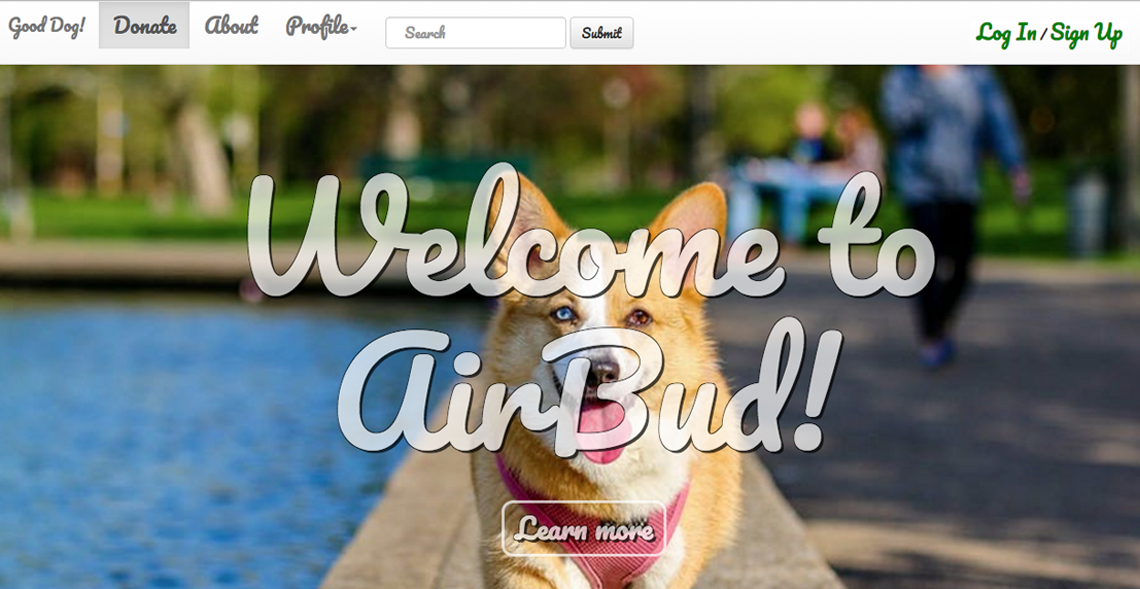 Good Dog! Donate About Profile Search Submit Log In / Sign Up
Welcome to
AirBud!
Learn more